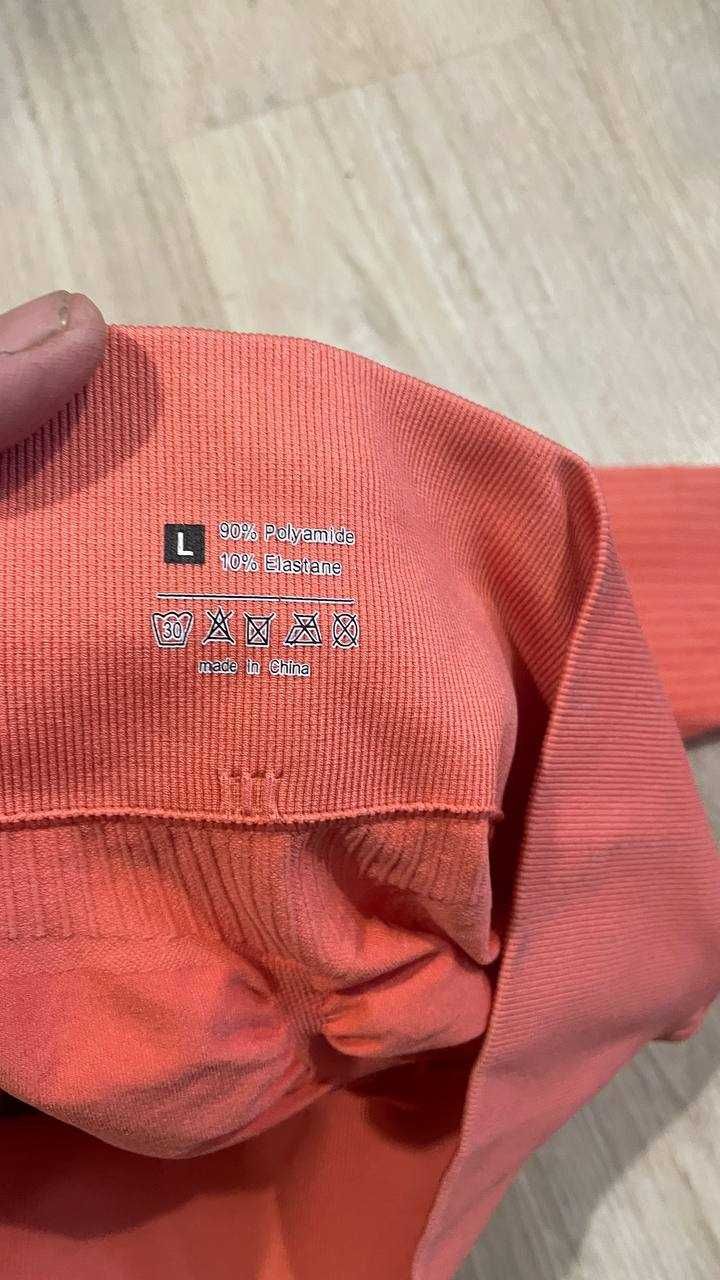 L 90% Polyamide
10% Elastane
30
made in China